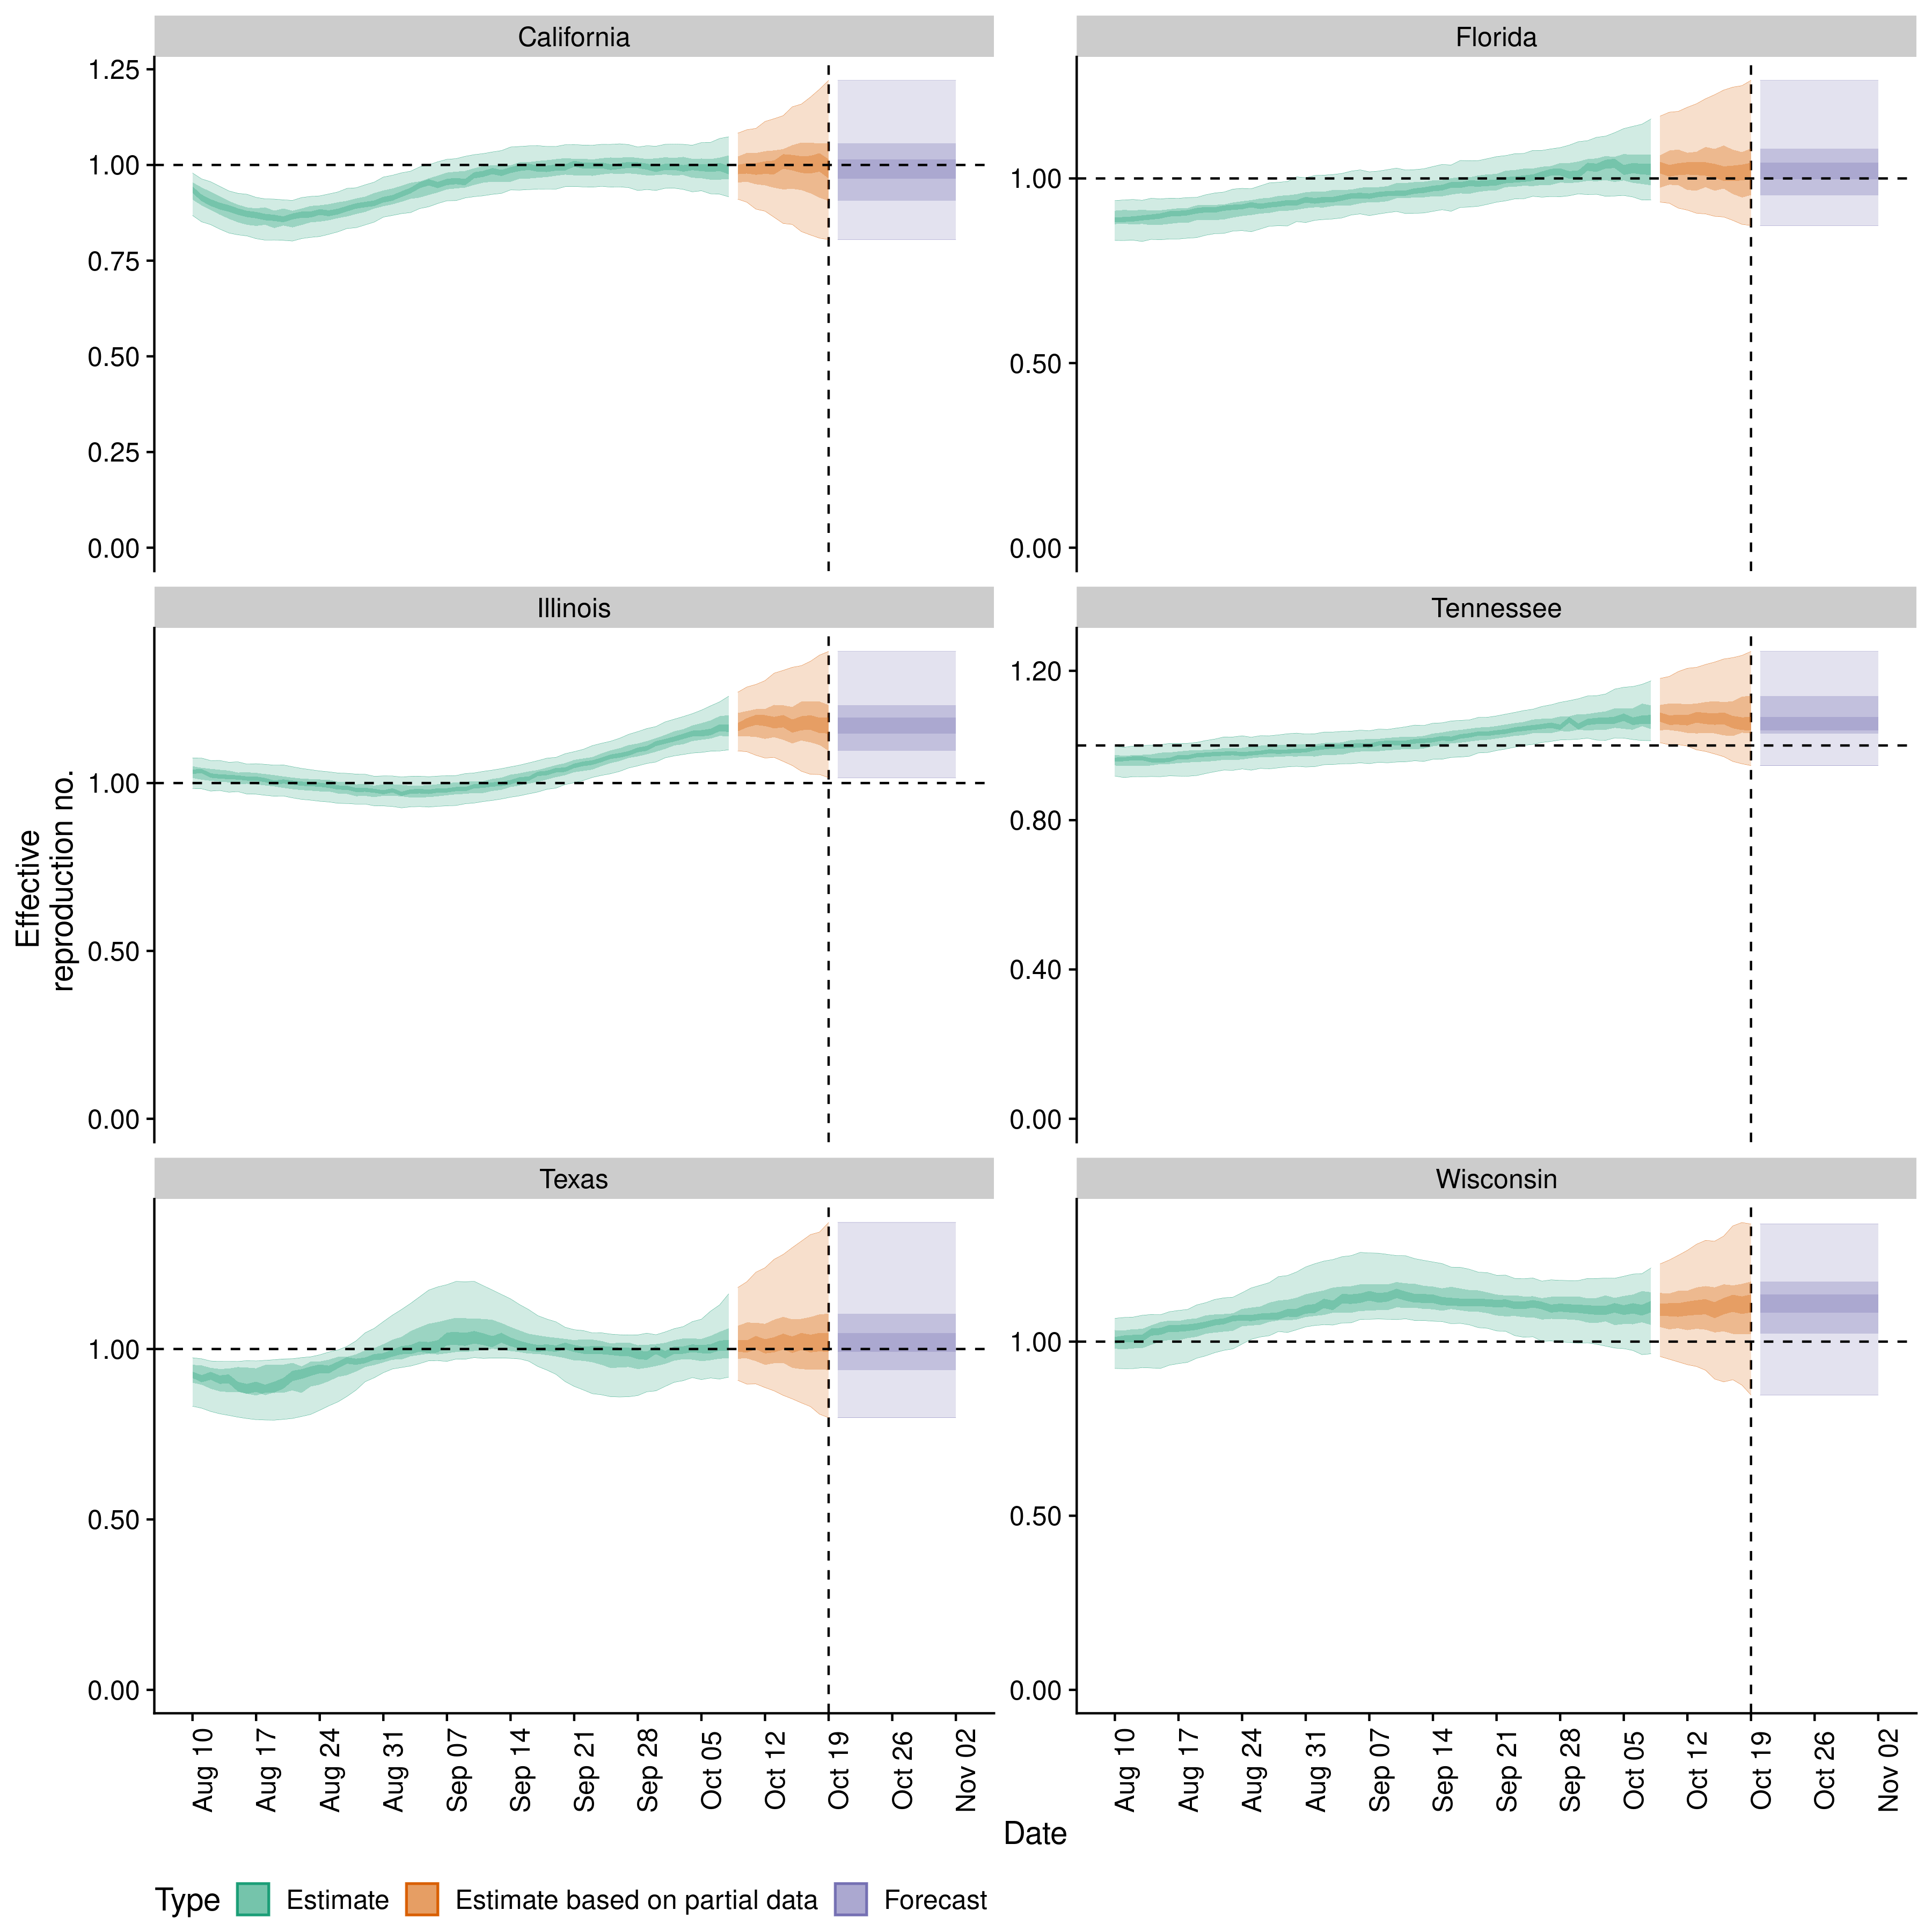 California
Florida
1.25
1.00
0.75
0.50
0.25
0.00
1.00
0.50
0.00
Illinois
Tennessee
1.00
0.50
0.00
1.20
0.80
0.40
0.00
Effective
reproduction no.
Texas
Wisconsin
1.00
0.50
0.00
1.00
0.50
0.00
Aug 10 Aug 17 Aug 24 Aug 31 Sep 07 Sep 14 Sep 21 Sep 28 Oct 05 Oct 12 Oct 19 Oct 26 Nov 02
Aug 10 Aug 17 Aug 24 Aug 31 Sep 07 Sep 14 Sep 21 Sep 28 Oct 05 Oct 12 Oct 19 Oct 26 Nov 02
Date
Type Estimate Estimate based on partial data Forecast